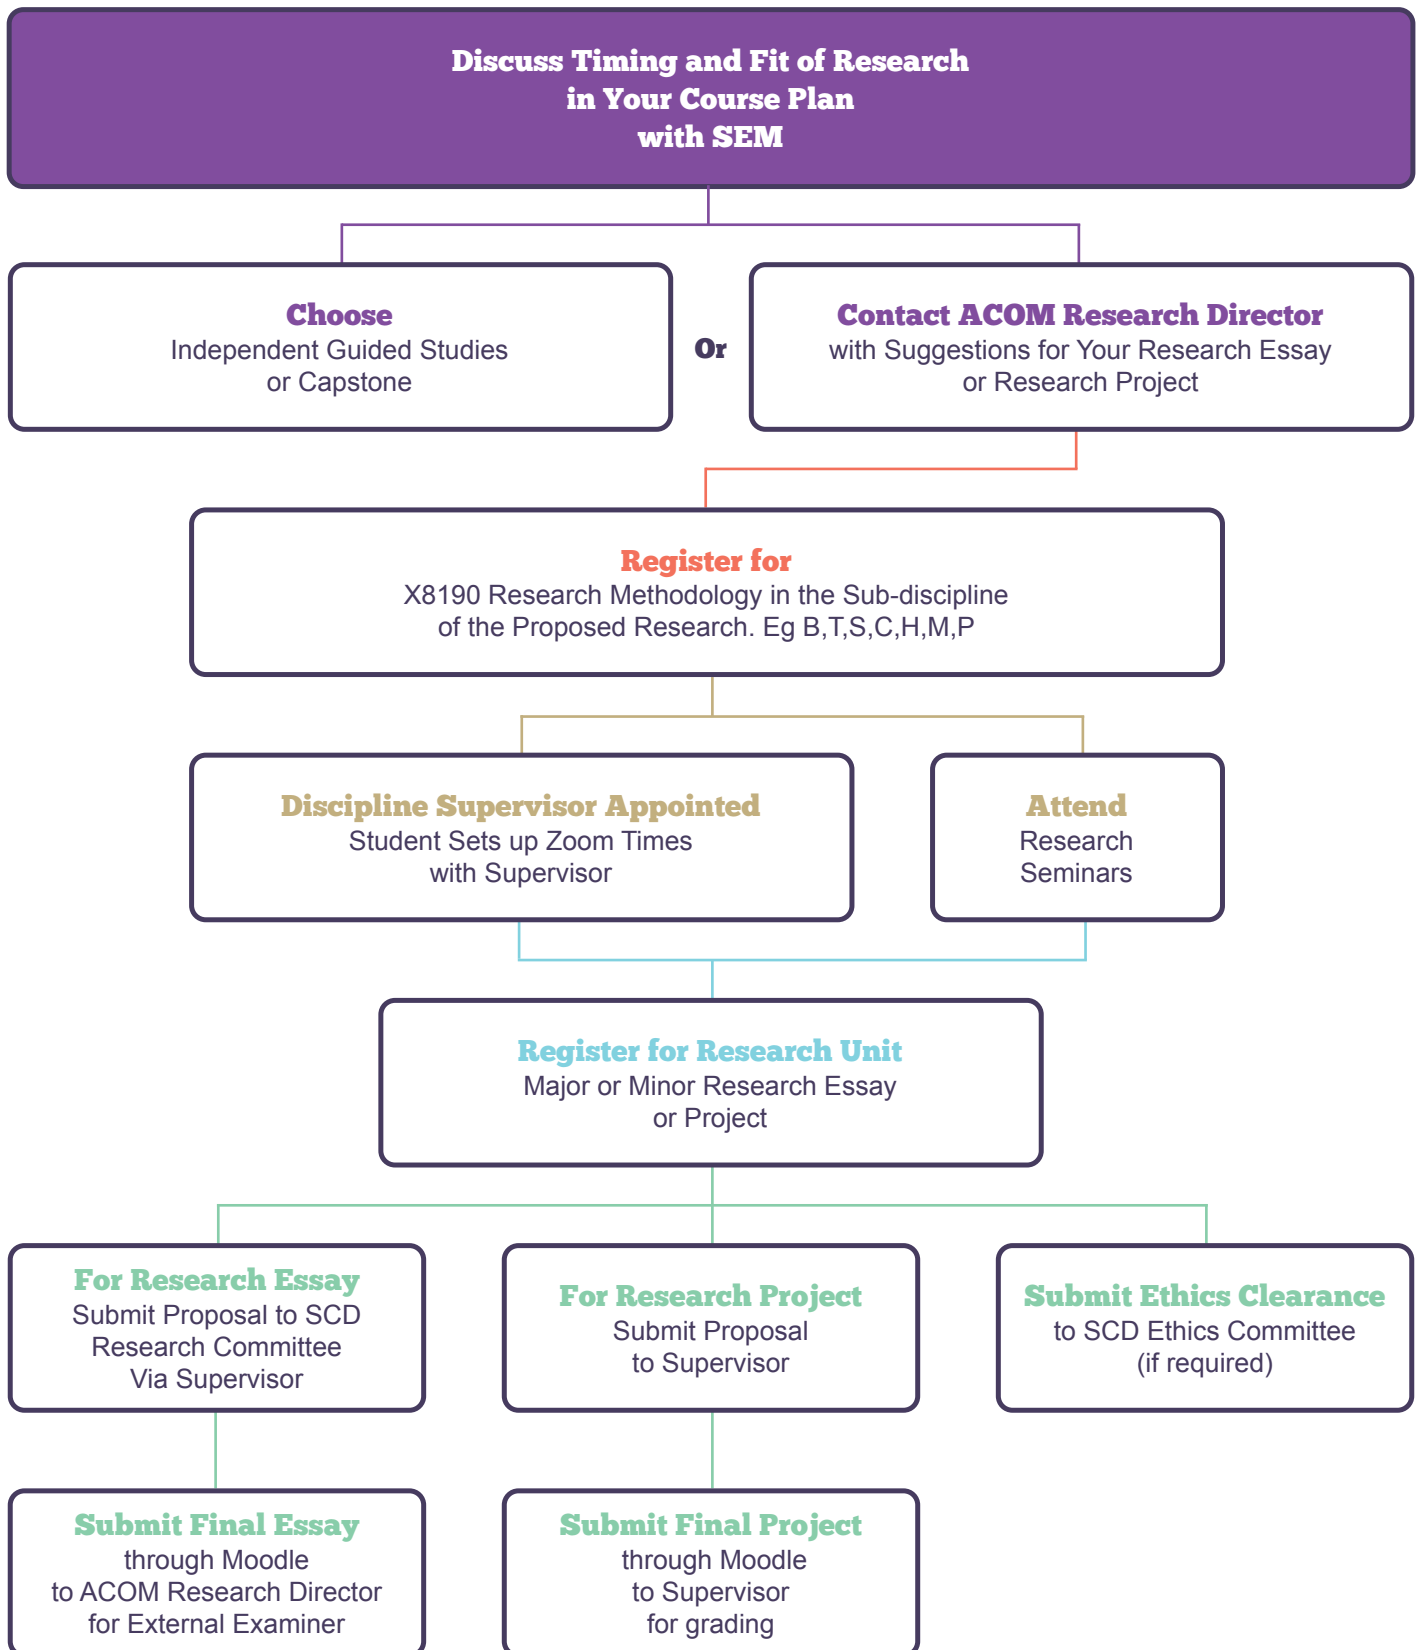 Discuss Timing and Fit of Research
in Your Course Plan
with SEM
Choose
Independent Guided Studies
or Capstone
Or
Contact ACOM Research Director
with Suggestions for Your Research Essay
or Research Project
Register for
X8190 Research Methodology in the Sub-discipline
of the Proposed Research. Eg B,T,S,C,H,M,P
Discipline Supervisor Appointed
Student Sets up Zoom Times
with Supervisor
Attend
Research
Seminars
Register for Research Unit
Major or Minor Research Essay
or Project
For Research Essay
Submit Proposal to SCD
Research Committee
Via Supervisor
For Research Project
Submit Proposal
to Supervisor
Submit Ethics Clearance
to SCD Ethics Committee
(if required)
Submit Final Essay
through Moodle
to ACOM Research Director
for External Examiner
Submit Final Project
through Moodle
to Supervisor
for grading